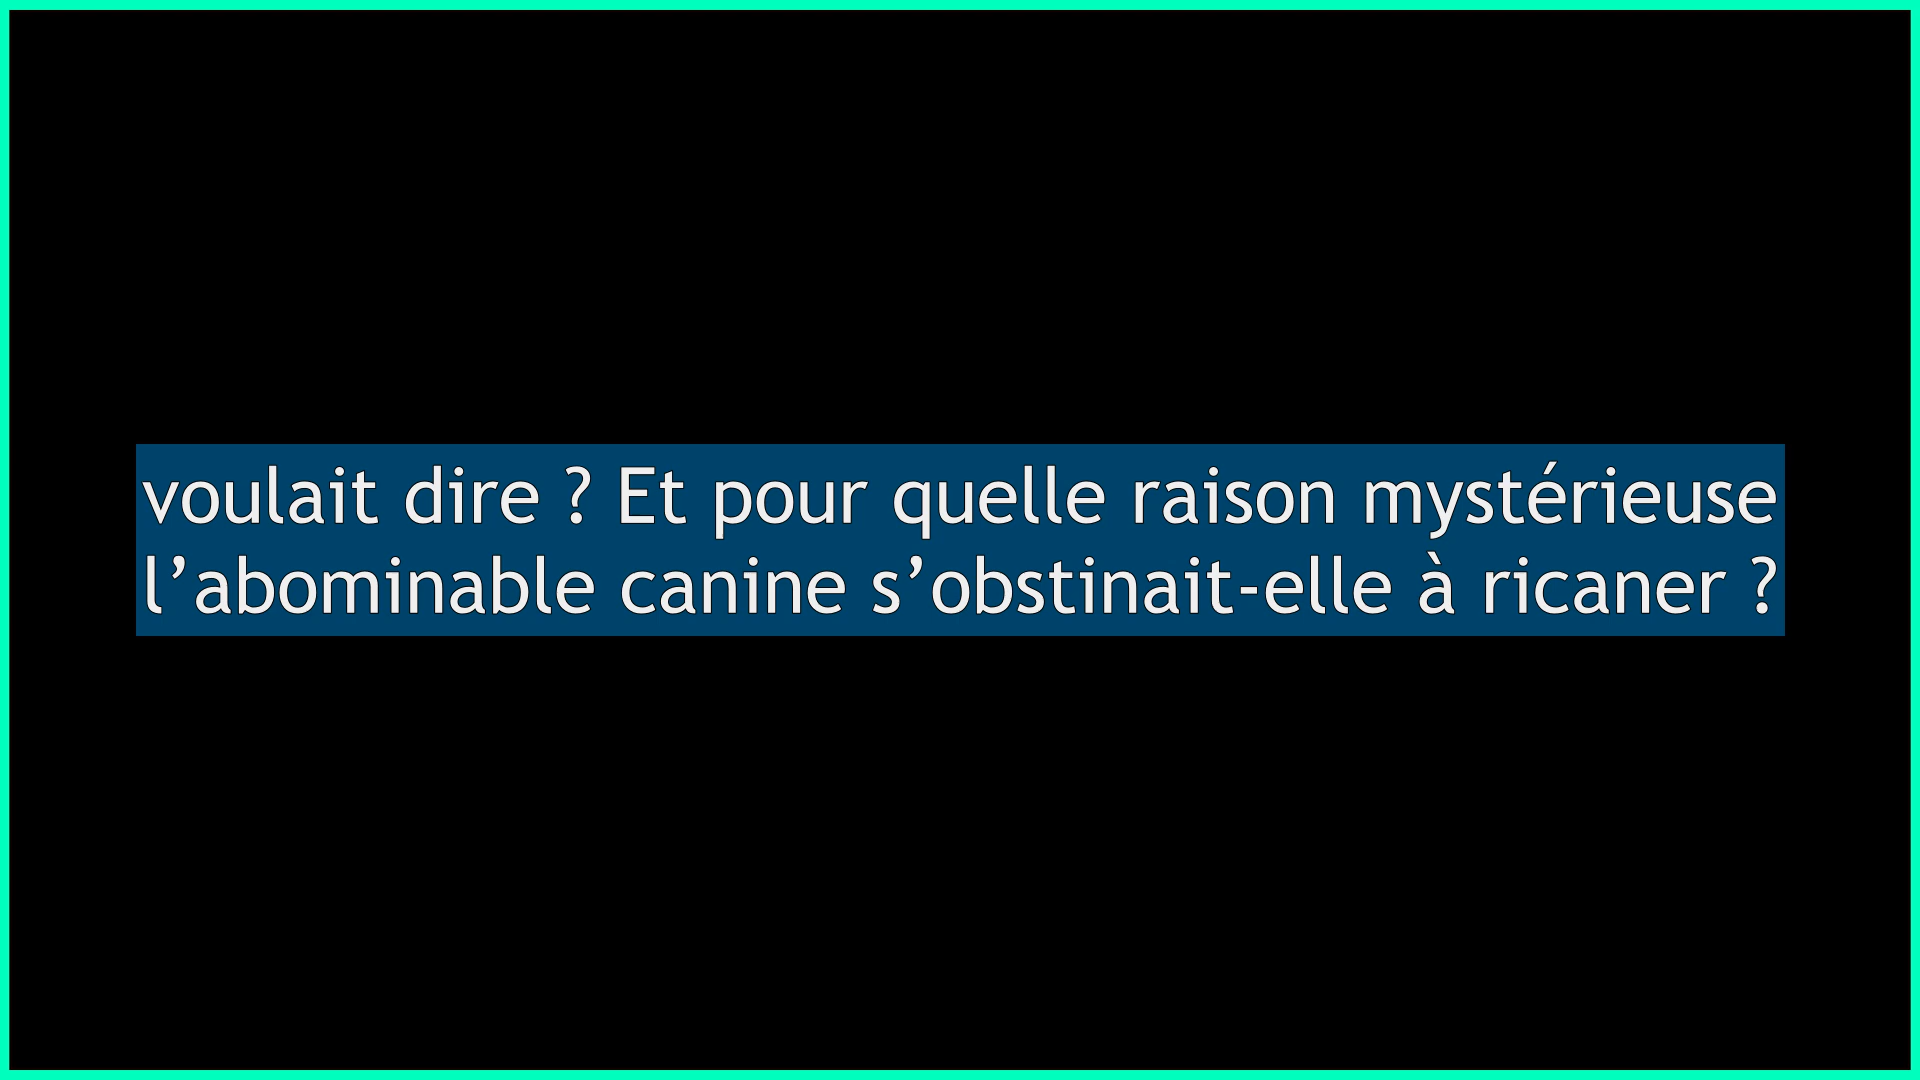 voulait dire ? Et pour quelle raison mystérieuse
l’abominable canine s’obstinait-elle à ricaner ?